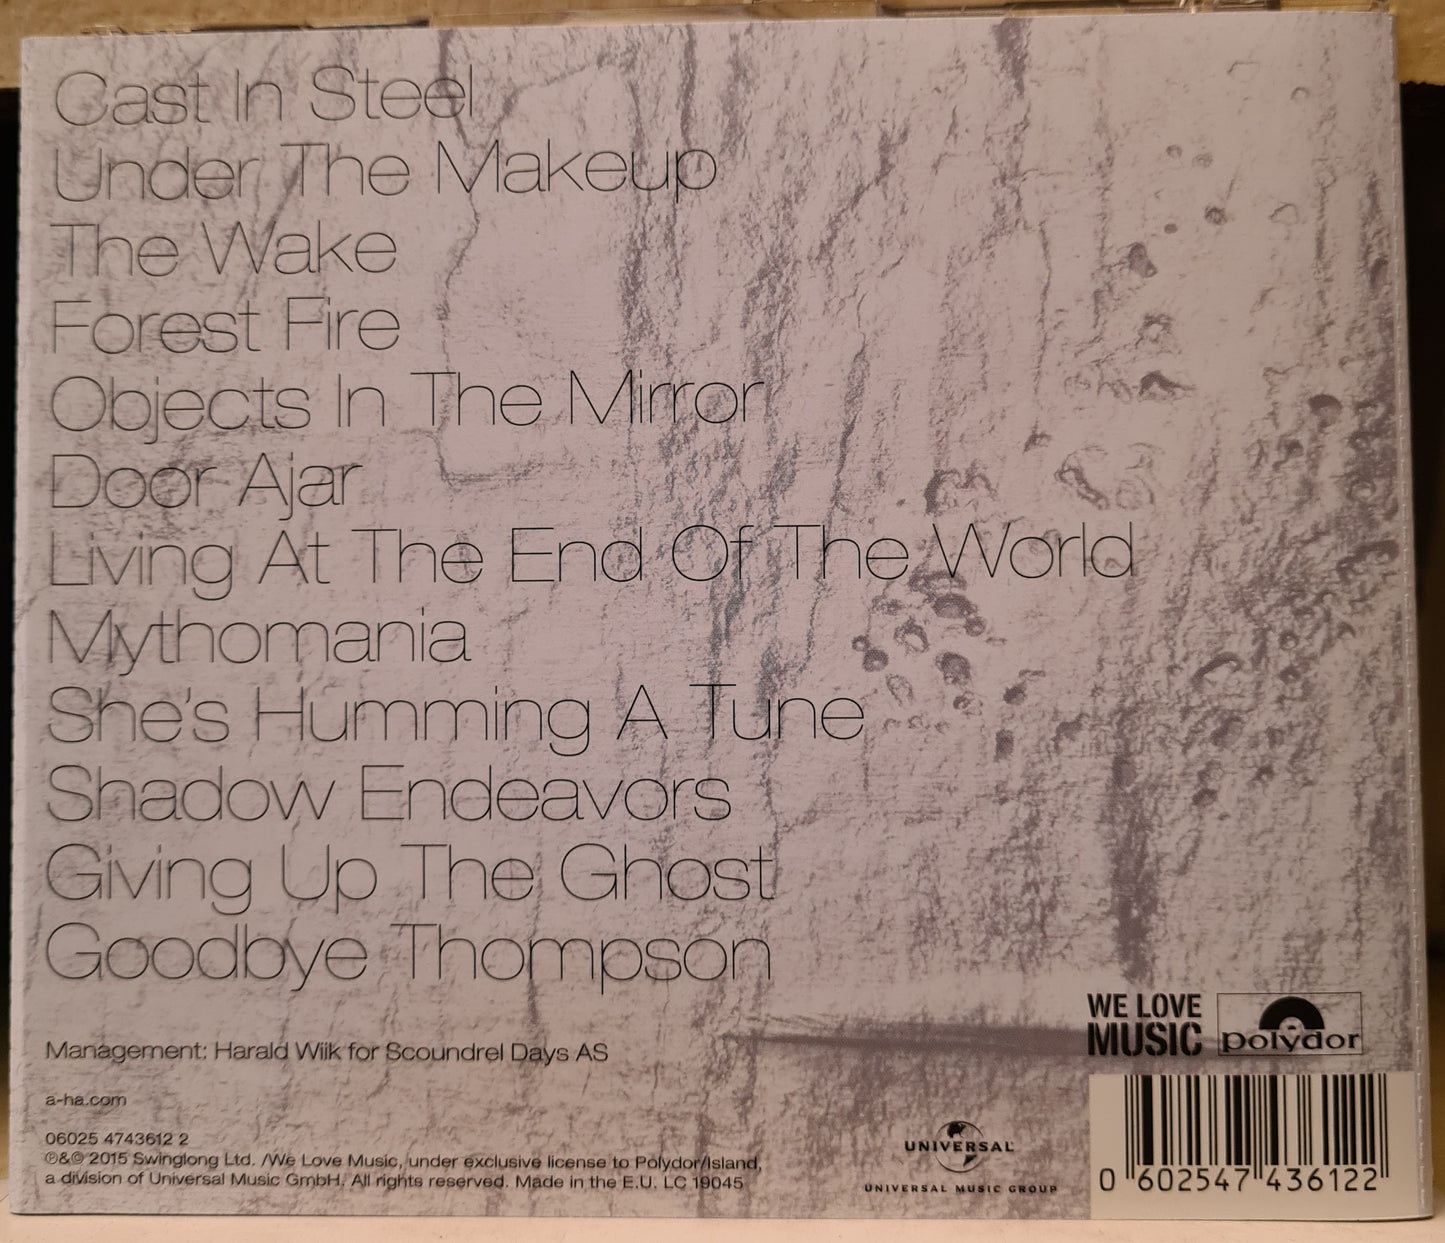 Cast In Steel
Under The Makeup
The Wake
Forest Fire
Objects In The Mirror
Door Ajar
Living At The End Of The World
Mythomania
She's Humming A Tune
Shadow Endeavors
Giving Up The Ghost
Goodbye Thompson
Management: Harald Wiik for Scoundrel Days AS
a-ha.com
06025 4743612 2
℗&© 2015 Swinglong Ltd. /We Love Music, under exclusive license to Polydor/Island,
a division of Universal Music GmbH. All rights reserved. Made in the E.U. LC 19045
UNIVERSAL
UNIVERSAL MUSIC GROUP
WE LOVE
MUSIC
polydor
0 602547 436122